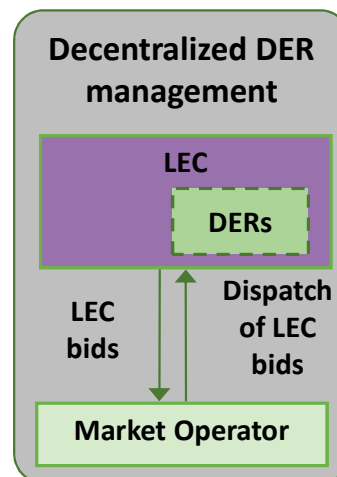 Decentralized DER
management
LEC
DERs
LEC
bids
Dispatch
of LEC
bids
Market Operator